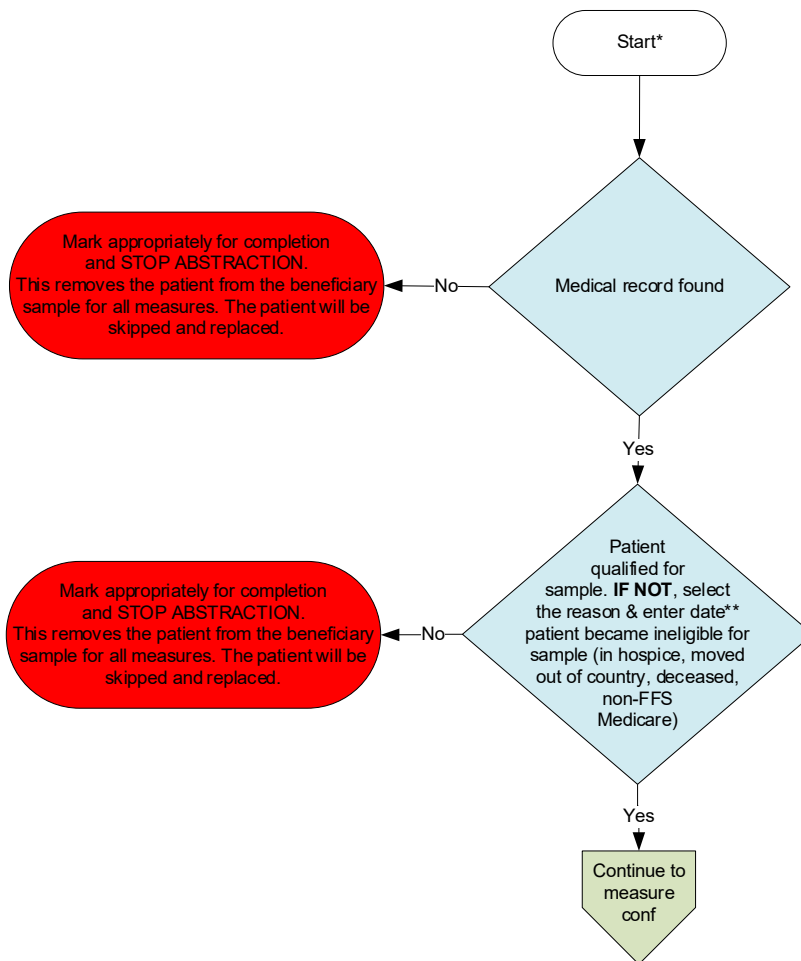 Start*
Medical record found
No
Mark appropriately for completion
and STOP ABSTRACTION.
This removes the patient from the beneficiary
sample for all measures. The patient will be
skipped and replaced.
Yes
Patient
qualified for
sample. IF NOT, select
the reason & enter date**
patient became ineligible for
sample (in hospice, moved
out of country, deceased,
non-FFS
Medicare)
No
Mark appropriately for completion
and STOP ABSTRACTION.
This removes the patient from the beneficiary
sample for all measures. The patient will be
skipped and replaced.
Yes
Continue to
measure
conf